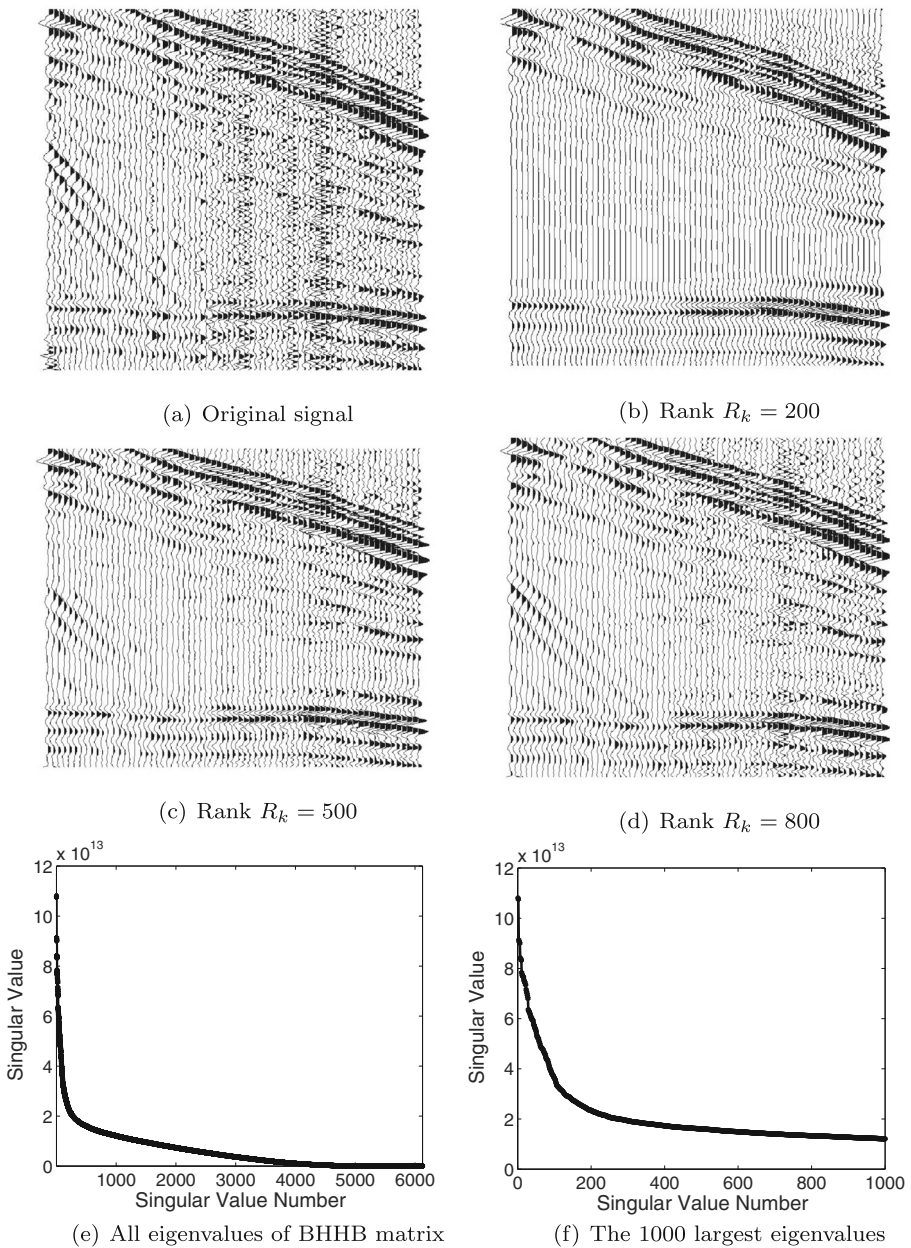 (a) Original signal
(b) Rank R_k = 200
(c) Rank R_k = 500
(d) Rank R_k = 800
x 10^13
12
10
8
6
4
2
0
Singular Value
1000 2000 3000 4000 5000 6000
Singular Value Number
(e) All eigenvalues of BHHB matrix
x 10^13
12
10
8
6
4
2
0
Singular Value
0 200 400 600 800 1000
Singular Value Number
(f) The 1000 largest eigenvalues